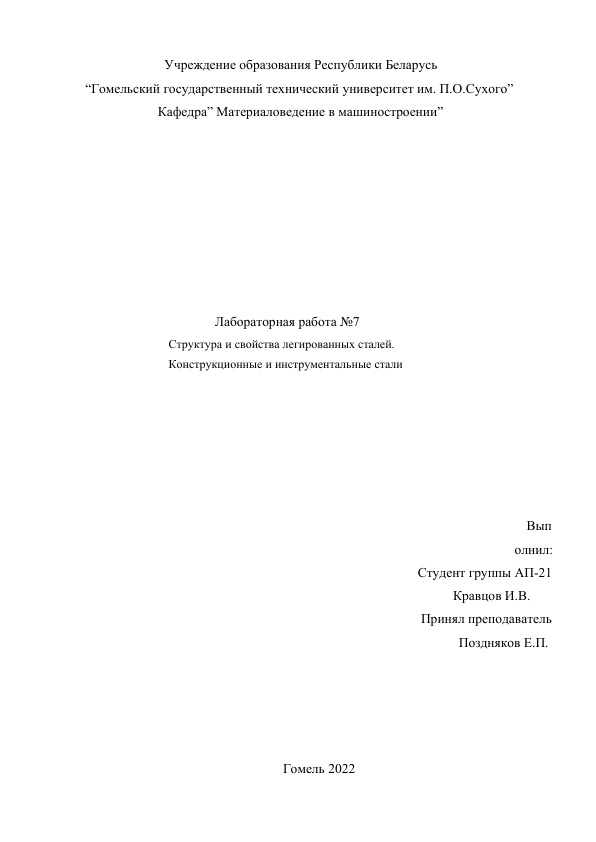 Учреждение образования Республики Беларусь
“Гомельский государственный технический университет им. П.О.Сухого”
Кафедра” Материаловедение в машиностроении”
Лабораторная работа №7
Структура и свойства легированных сталей.
Конструкционные и инструментальные стали
Вып
олнил:
Студент группы АП-21
Кравцов И.В.
Принял преподаватель
Поздняков Е.П.
Гомель 2022